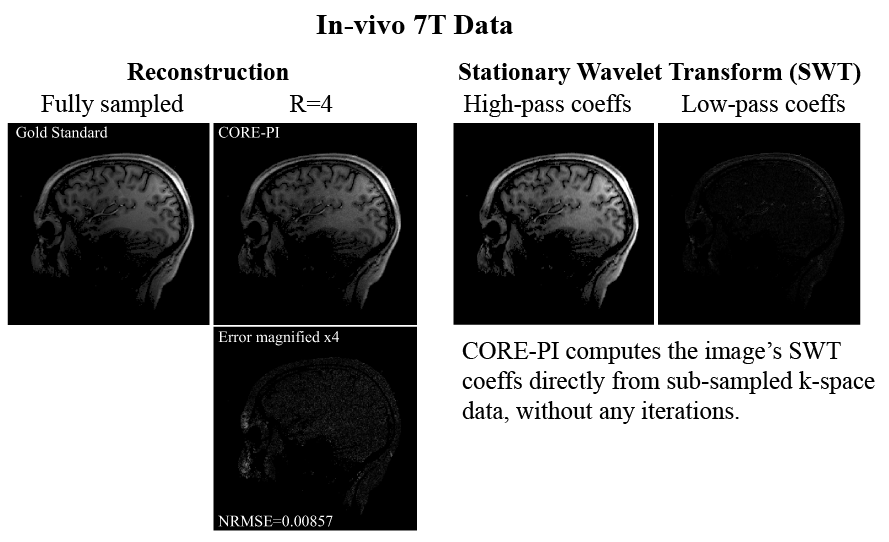 In-vivo 7T Data
Reconstruction
Stationary Wavelet Transform (SWT)
Fully sampled
R=4
High-pass coeffs
Low-pass coeffs
Gold Standard
CORE-PI
Error magnified x4
NRMSE=0.00857
CORE-PI computes the image's SWT
coeffs directly from sub-sampled k-space
data, without any iterations.